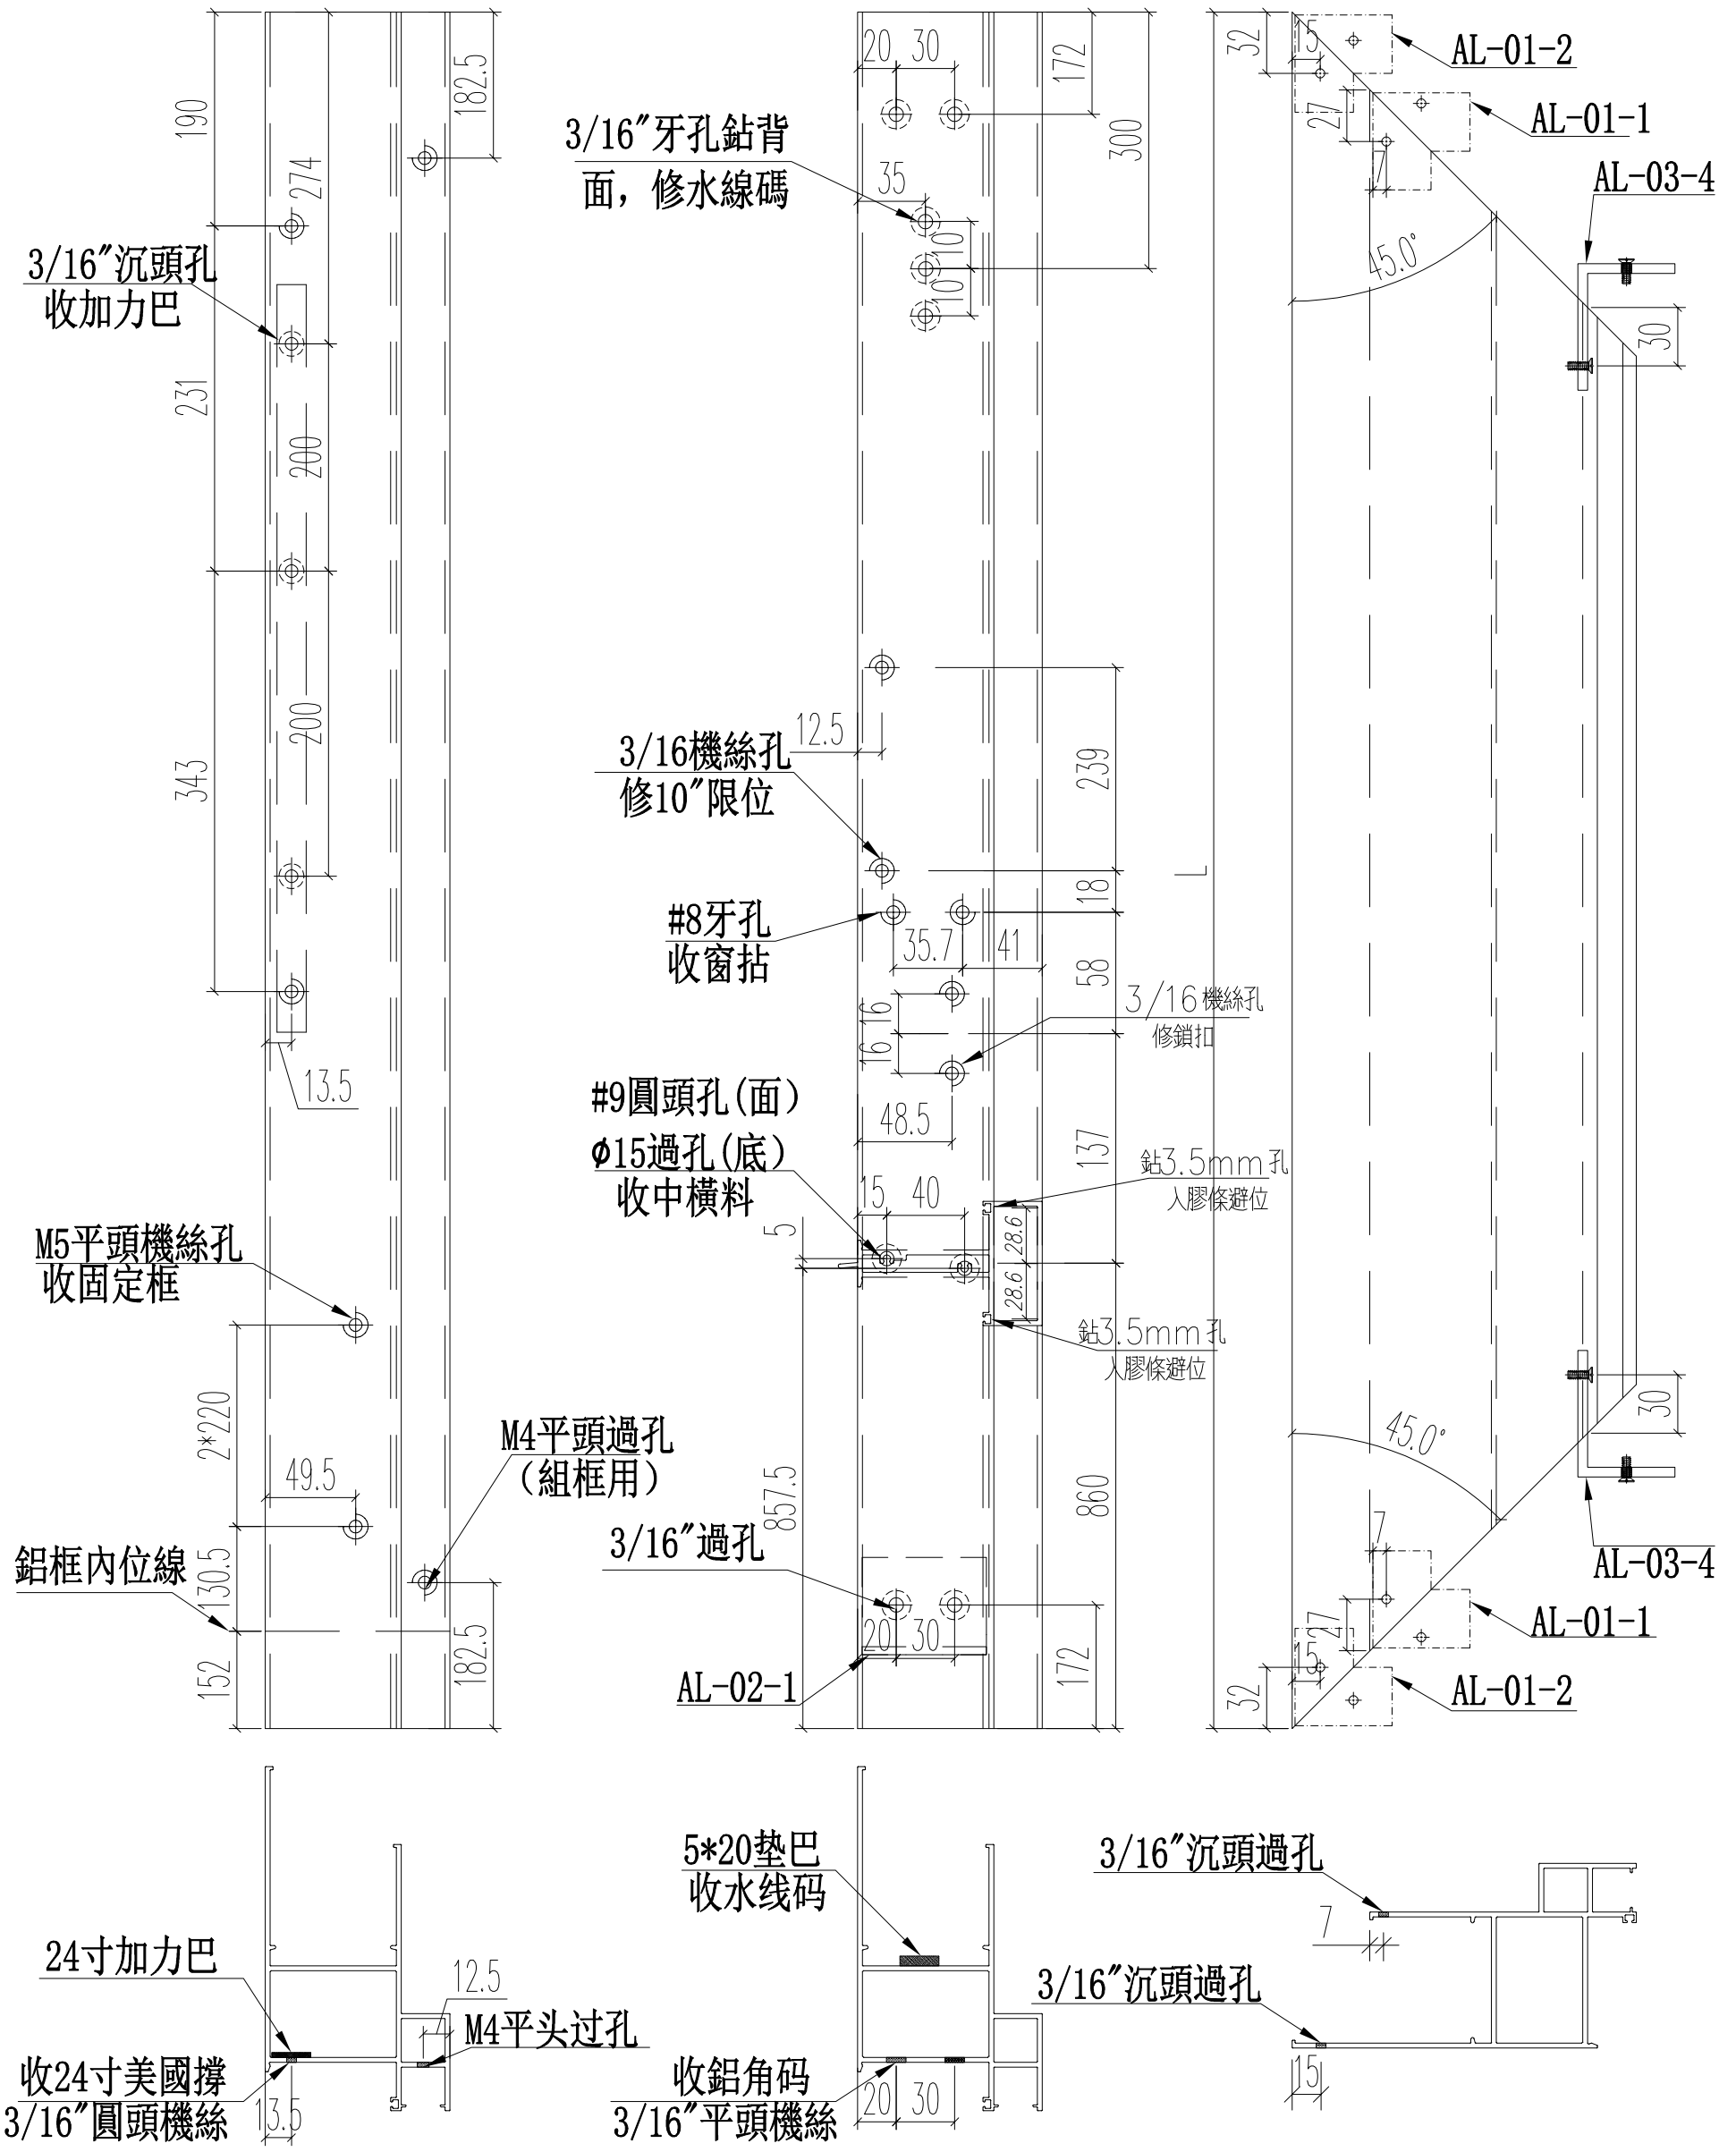 190
274
182.5
3/16"沉頭孔
收加力巴
231
200
343
200
13.5
M5平頭機絲孔
收固定框
2*220
49.5
M4平頭過孔
（組框用）
鋁框內位線
130.5
152
182.5
20
30
172
300
3/16"牙孔鉆背
面，修水線碼
35
10
10
12.5
3/16機絲孔
修10"限位
239
#8牙孔
收窗拈
18
35.7
41
58
16
16
3/16機絲孔
修鎖扣
48.5
#9圓頭孔(面)
ø15過孔(底)
收中橫料
137
鉆3.5mm孔
入膠條避位
15
40
5
28.6
28.6
鉆3.5mm孔
入膠條避位
857.5
860
3/16"過孔
20
30
AL-02-1
172
L
32
15
AL-01-2
27
7
AL-01-1
AL-03-4
45.0°
30
30
45.0°
AL-03-4
7
27
AL-01-1
15
32
AL-01-2
24寸加力巴
12.5
M4平头过孔
收24寸美國撐
3/16"圓頭機絲
13.5
5*20垫巴
收水线码
收鋁角码
3/16"平頭機絲
20
30
3/16"沉頭過孔
7
3/16"沉頭過孔
15